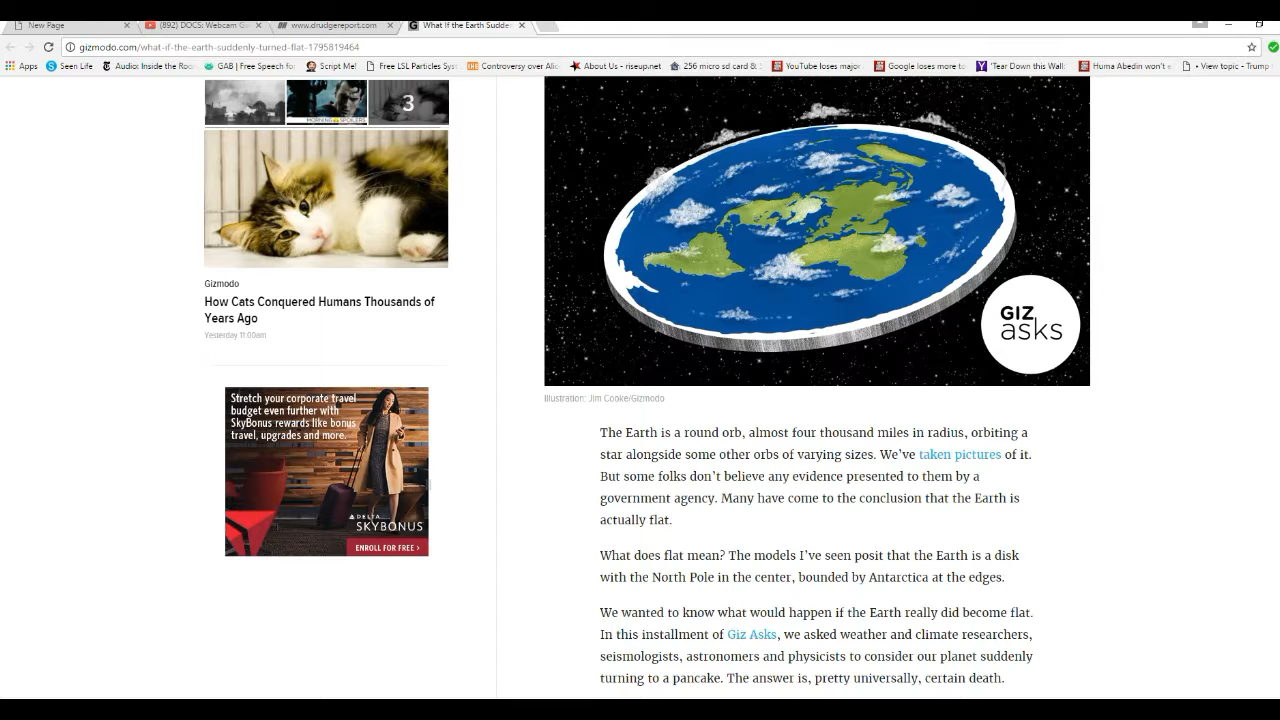 New Page
(892) DOCS: Webcam G
www.drudgereport.com
What If the Earth Sudde
gizmodo.com/what-if-the-earth-suddenly-turned-flat-1795819464
Apps
Seen Life
Audio: Inside the Roo
GAB | Free Speech fo
Script Me!
Free LSL Particles Sys
Controversy over Alic
About Us - riseup.net
256 micro sd card &
YouTube loses major
Google loses more to
'Tear Down this Wall:
Huma Abedin won't e
• View topic - Trump
MORNING SPOILERS
3
Gizmodo
How Cats Conquered Humans Thousands of
Years Ago
Yesterday 11:00am
Stretch your corporate travel
budget even further with
SkyBonus rewards like bonus
travel, upgrades and more.
DELTA
SKYBONUS
ENROLL FOR FREE >
GIZ
asks
Illustration: Jim Cooke/Gizmodo
The Earth is a round orb, almost four thousand miles in radius, orbiting a
star alongside some other orbs of varying sizes. We've taken pictures of it.
But some folks don't believe any evidence presented to them by a
government agency. Many have come to the conclusion that the Earth is
actually flat.
What does flat mean? The models I've seen posit that the Earth is a disk
with the North Pole in the center, bounded by Antarctica at the edges.
We wanted to know what would happen if the Earth really did become flat.
In this installment of Giz Asks, we asked weather and climate researchers,
seismologists, astronomers and physicists to consider our planet suddenly
turning to a pancake. The answer is, pretty universally, certain death.